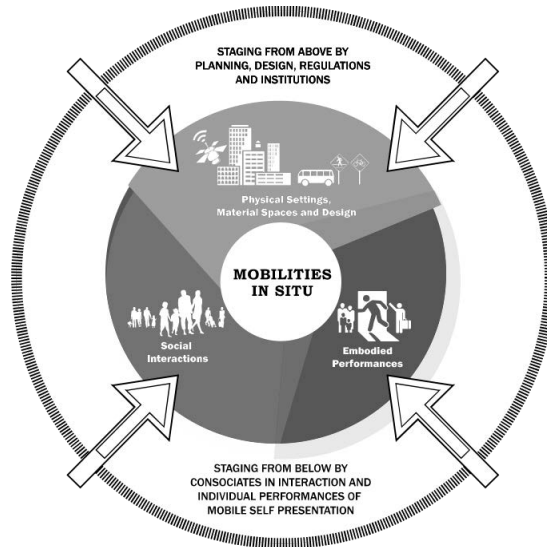 STAGING FROM ABOVE BY
PLANNING, DESIGN, REGULATIONS
AND INSTITUTIONS
Physical Settings,
Material Spaces and Design
MOBILITIES
IN SITU
Social
Interactions
Embodied
Performances
STAGING FROM BELOW BY
CONSOCIATES IN INTERACTION AND
INDIVIDUAL PERFORMANCES OF
MOBILE SELF PRESENTATION